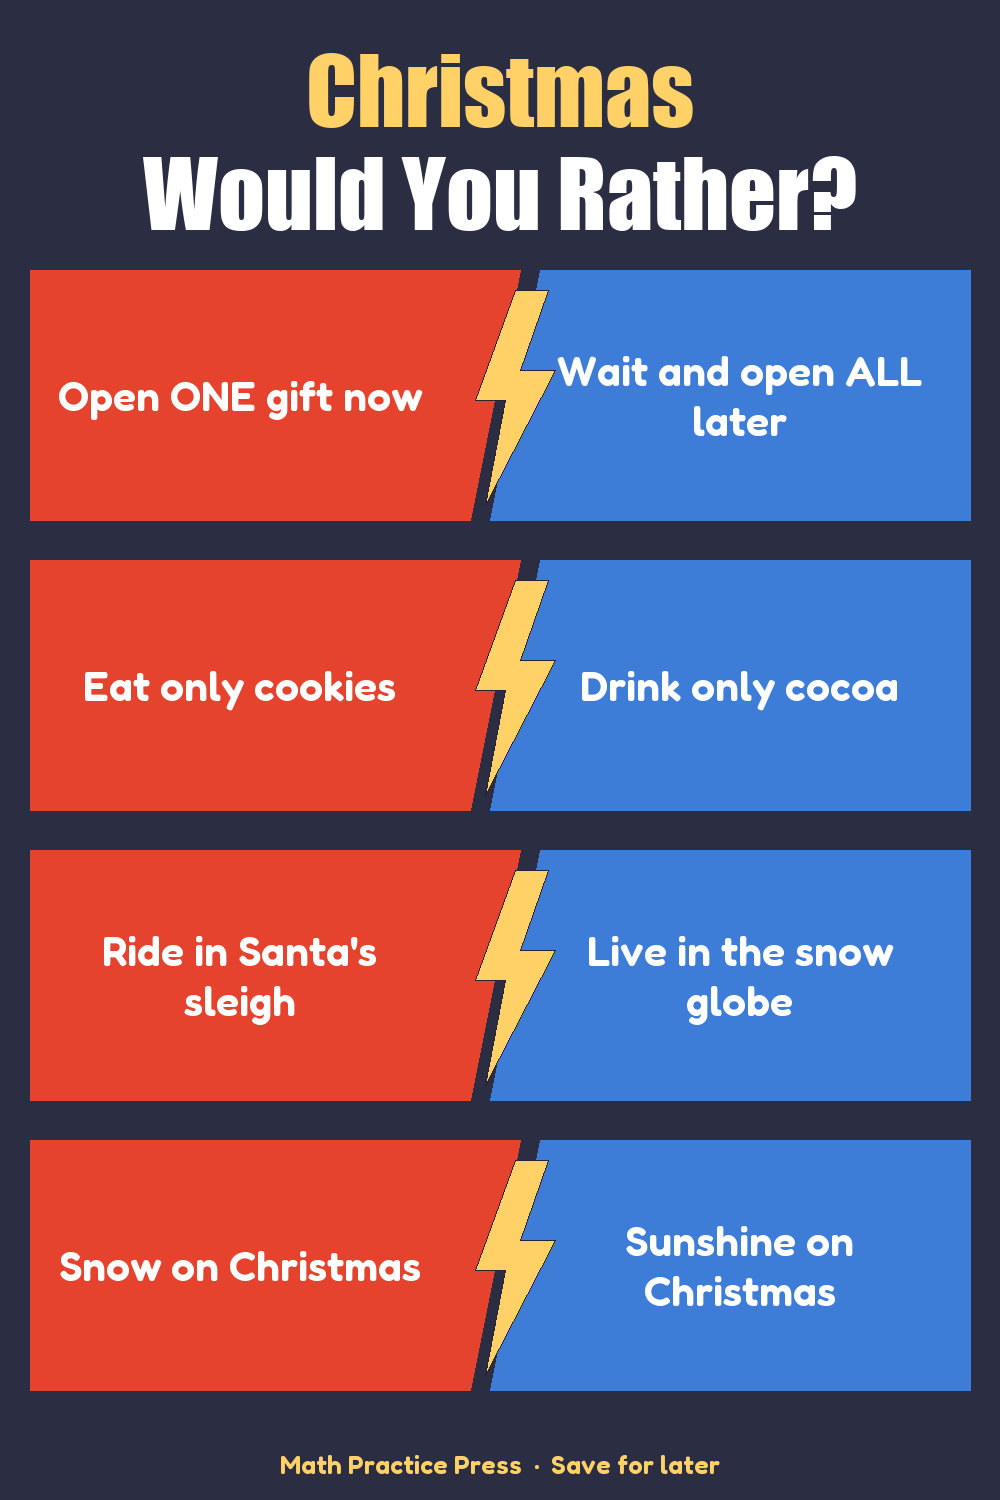 Christmas
Would You Rather?
Open ONE gift now
Wait and open ALL
later
Eat only cookies
Drink only cocoa
Ride in Santa's
sleigh
Live in the snow
globe
Snow on Christmas
Sunshine on
Christmas
Math Practice Press · Save for later